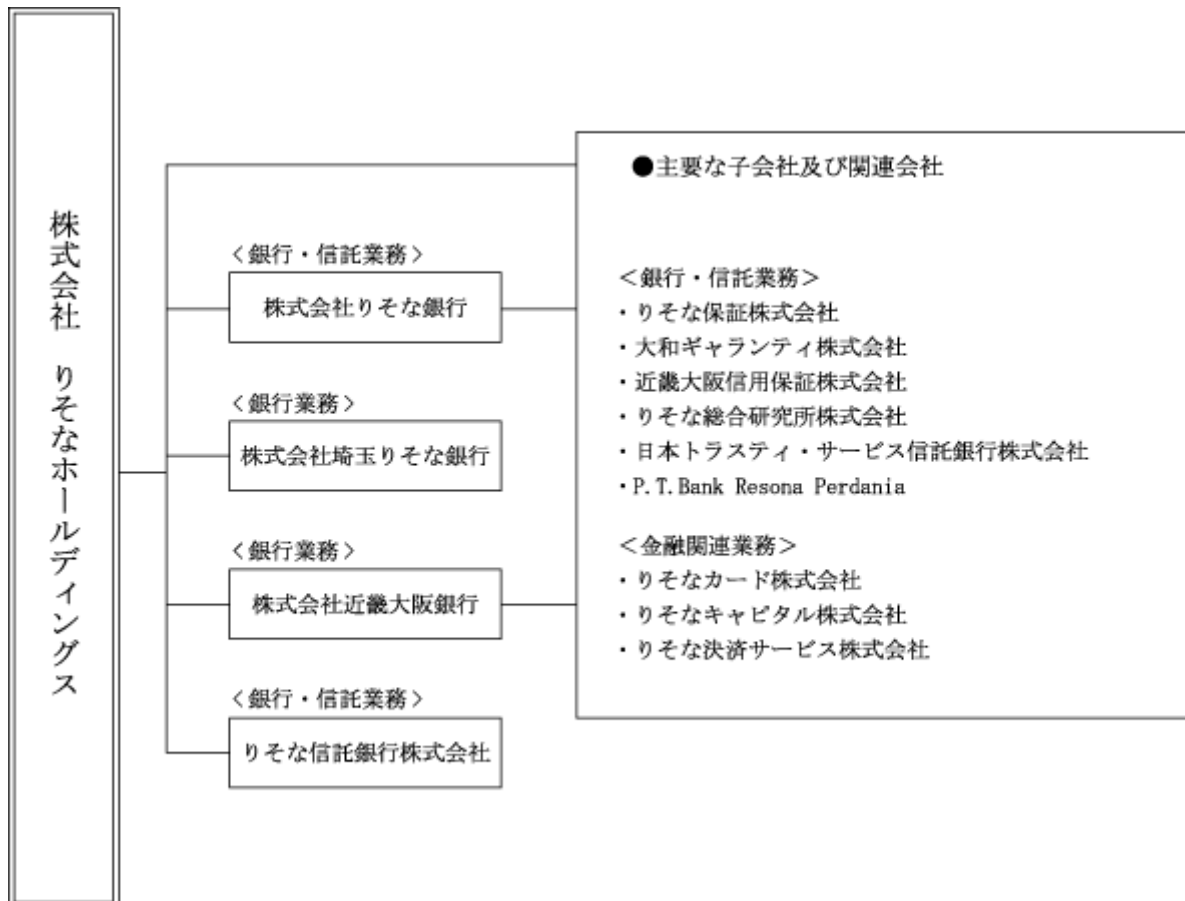 株式会社 りそなホールディングス
＜銀行・信託業務＞
株式会社りそな銀行
＜銀行業務＞
株式会社埼玉りそな銀行
＜銀行業務＞
株式会社近畿大阪銀行
＜銀行・信託業務＞
りそな信託銀行株式会社
●主要な子会社及び関連会社
＜銀行・信託業務＞
・りそな保証株式会社
・大和ギャランティ株式会社
・近畿大阪信用保証株式会社
・りそな総合研究所株式会社
・日本トラスティ・サービス信託銀行株式会社
・P.T.Bank Resona Perdania
＜金融関連業務＞
・りそなカード株式会社
・りそなキャピタル株式会社
・りそな決済サービス株式会社